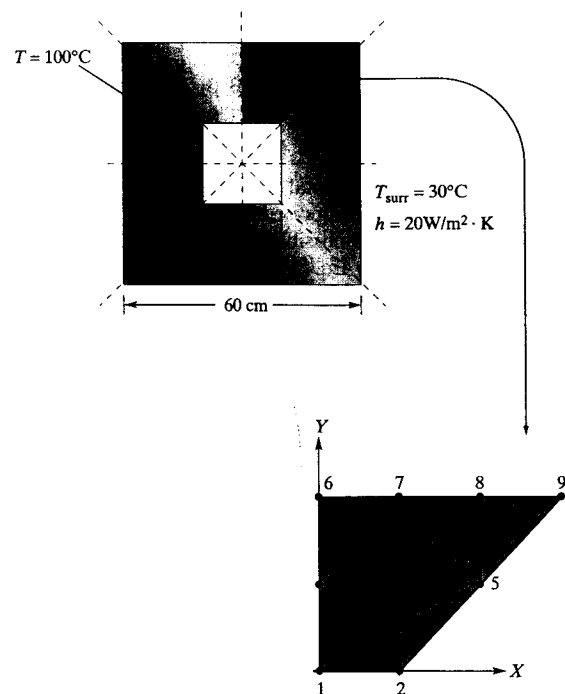 T = 100°C
T_surr = 30°C
h = 20W/m² · K
60 cm
Y
6 7 8 9
5
1 2 X